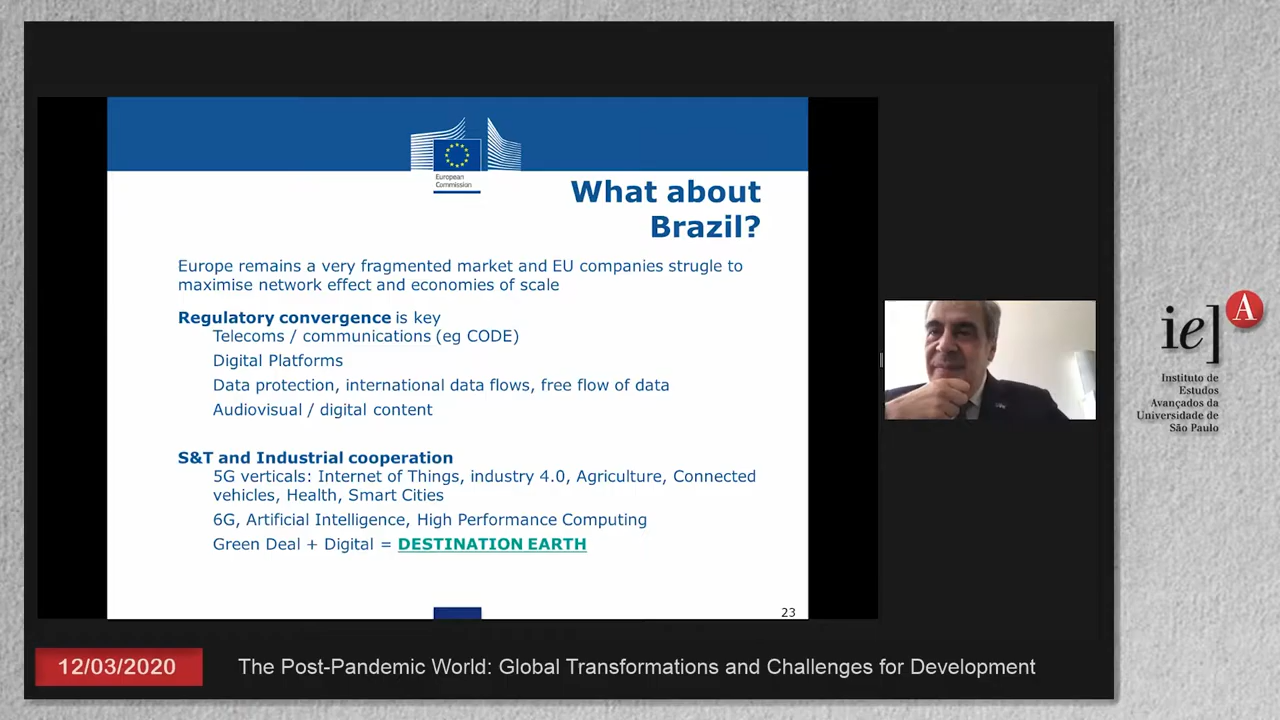 European
Commission
What about
Brazil?
Europe remains a very fragmented market and EU companies strugle to
maximise network effect and economies of scale
Regulatory convergence is key
Telecoms / communications (eg CODE)
Digital Platforms
Data protection, international data flows, free flow of data
Audiovisual / digital content
S&T and Industrial cooperation
5G verticals: Internet of Things, industry 4.0, Agriculture, Connected
vehicles, Health, Smart Cities
6G, Artificial Intelligence, High Performance Computing
Green Deal + Digital = DESTINATION EARTH
23
ie] A
Instituto de
Estudos
Avançados da
Universidade de
São Paulo
12/03/2020 The Post-Pandemic World: Global Transformations and Challenges for Development